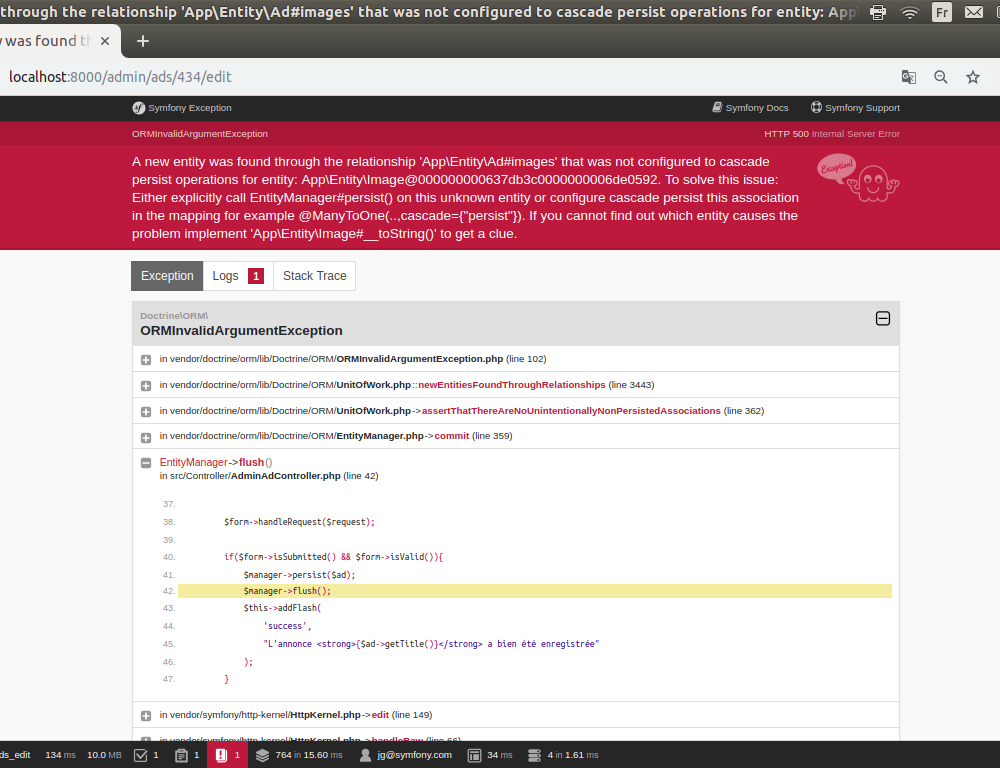 through the relationship 'App\Entity\Ad#images' that was not configured to cascade persist operations for entity: App
Fr
was found th
localhost:8000/admin/ads/434/edit
sf Symfony Exception
Symfony Docs
Symfony Support
ORMInvalidArgumentException
HTTP 500 Internal Server Error
A new entity was found through the relationship 'App\Entity\Ad#images' that was not configured to cascade
persist operations for entity: App\Entity\Image@000000000637db3c0000000006de0592. To solve this issue:
Either explicitly call EntityManager#persist() on this unknown entity or configure cascade persist this association
in the mapping for example @ManyToOne(..,cascade={"persist"}). If you cannot find out which entity causes the
problem implement 'App\Entity\Image#__toString()' to get a clue.
Exception!
Exception
Logs 1
Stack Trace
Doctrine\ORM\
ORMInvalidArgumentException
in vendor/doctrine/orm/lib/Doctrine/ORM/ORMInvalidArgumentException.php (line 102)
in vendor/doctrine/orm/lib/Doctrine/ORM/UnitOfWork.php::newEntitiesFoundThroughRelationships (line 3443)
in vendor/doctrine/orm/lib/Doctrine/ORM/UnitOfWork.php->assertThatThereAreNoUnintentionallyNonPersistedAssociations (line 362)
in vendor/doctrine/orm/lib/Doctrine/ORM/EntityManager.php->commit (line 359)
EntityManager->flush()
in src/Controller/AdminAdController.php (line 42)
37.
38. $form->handleRequest($request);
39.
40. if($form->isSubmitted() && $form->isValid()){
41. $manager->persist($ad);
42. $manager->flush();
43. $this->addFlash(
44. 'success',
45. "L'annonce <strong>{$ad->getTitle()}</strong> a bien été enregistrée"
46. );
47. }
in vendor/symfony/http-kernel/HttpKernel.php->edit (line 149)
in vendor/symfony/http-kernel/HttpKernel.php->handleRaw (line 66)
ds_edit 134 ms 10.0 MB 1 1 1 764 in 15.60 ms jg@symfony.com 34 ms 4 in 1.61 ms